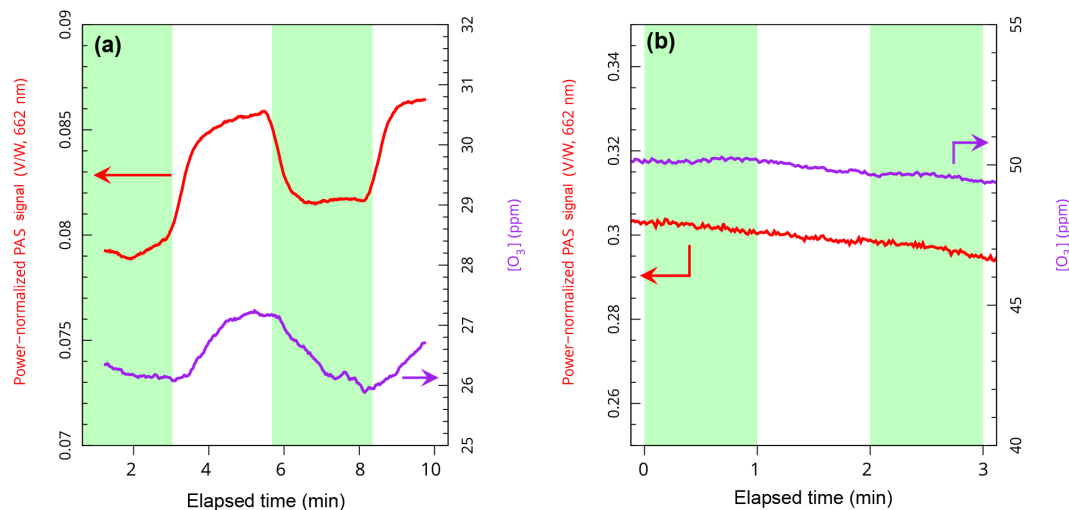 (a)
Power−normalized PAS signal (V/W, 662 nm)
0.09
0.085
0.08
0.075
0.07
32
31
30
29
28
27
26
25
[O₃] (ppm)
2 4 6 8 10
Elapsed time (min)
(b)
Power−normalized PAS signal (V/W, 662 nm)
0.34
0.32
0.3
0.28
0.26
55
50
45
40
[O₃] (ppm)
0 1 2 3
Elapsed time (min)